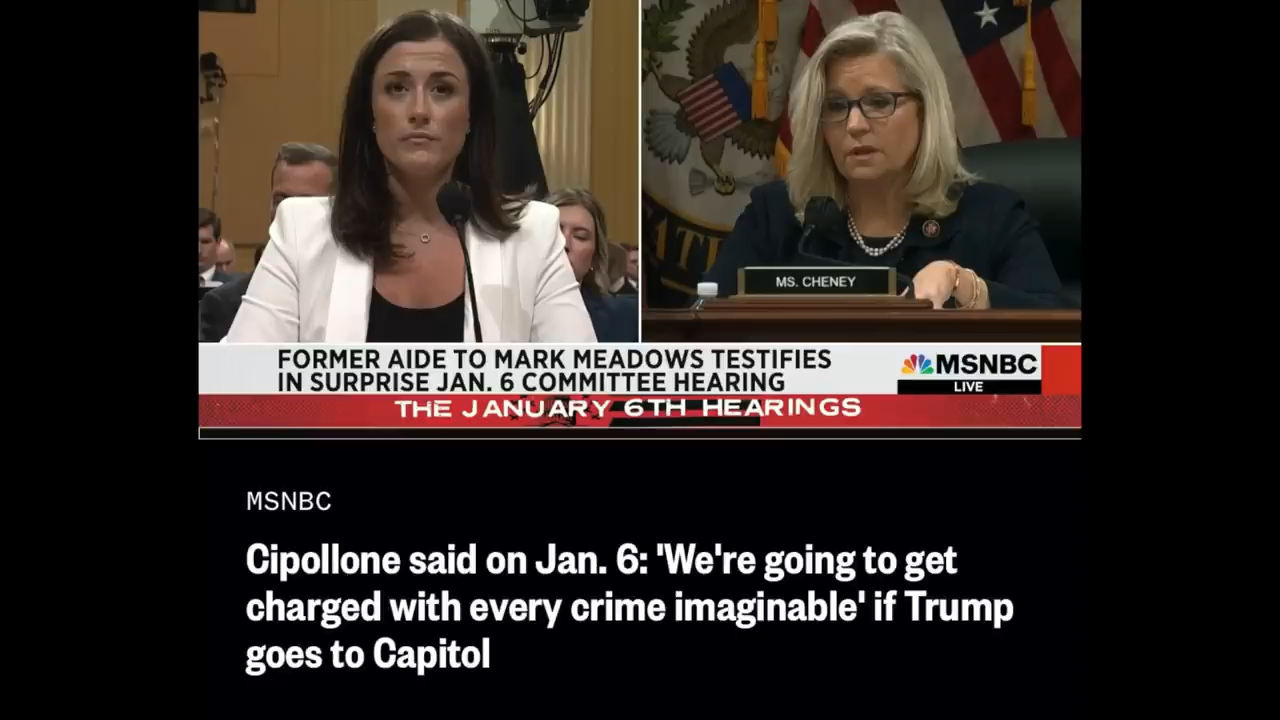 MS. CHENEY
FORMER AIDE TO MARK MEADOWS TESTIFIES
IN SURPRISE JAN. 6 COMMITTEE HEARING
MSNBC
LIVE
THE JANUARY 6TH HEARINGS
MSNBC
Cipollone said on Jan. 6: 'We're going to get
charged with every crime imaginable' if Trump
goes to Capitol